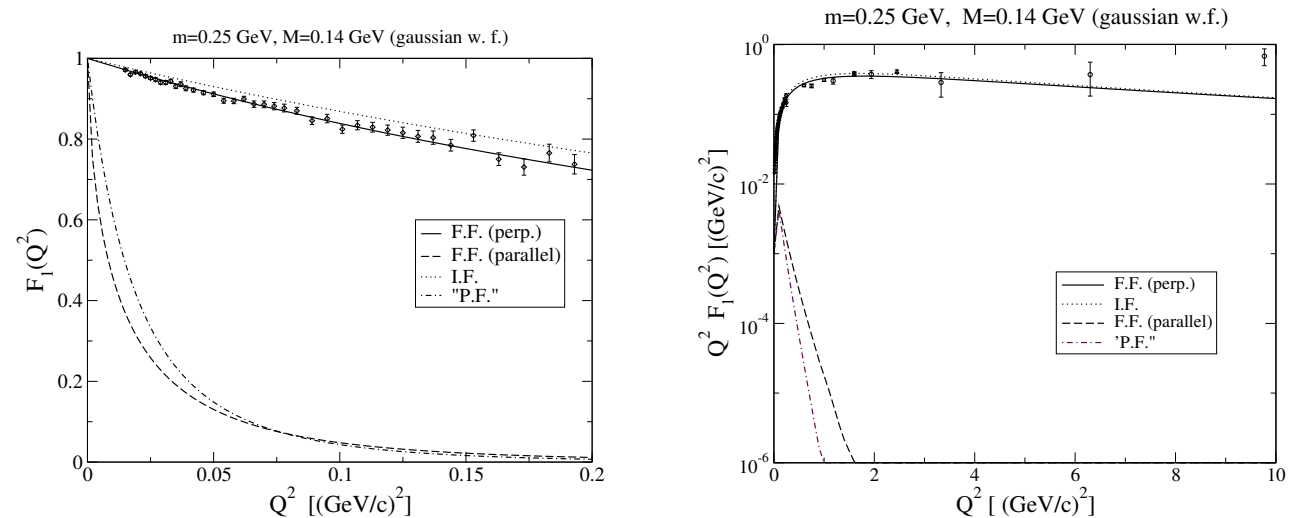 m=0.25 GeV, M=0.14 GeV (gaussian w. f.)
1
0.8
0.6
0.4
0.2
0
F₁(Q²)
F.F. (perp.)
F.F. (parallel)
I.F.
"P.F."
0 0.05 0.1 0.15 0.2
Q² [(GeV/c)²]
m=0.25 GeV, M=0.14 GeV (gaussian w.f.)
10⁰
10⁻²
10⁻⁴
10⁻⁶
Q² F₁(Q²) [(GeV/c)²]
F.F. (perp.)
I.F.
F.F. (parallel)
'P.F."
0 2 4 6 8 10
Q² [ (GeV/c)²]